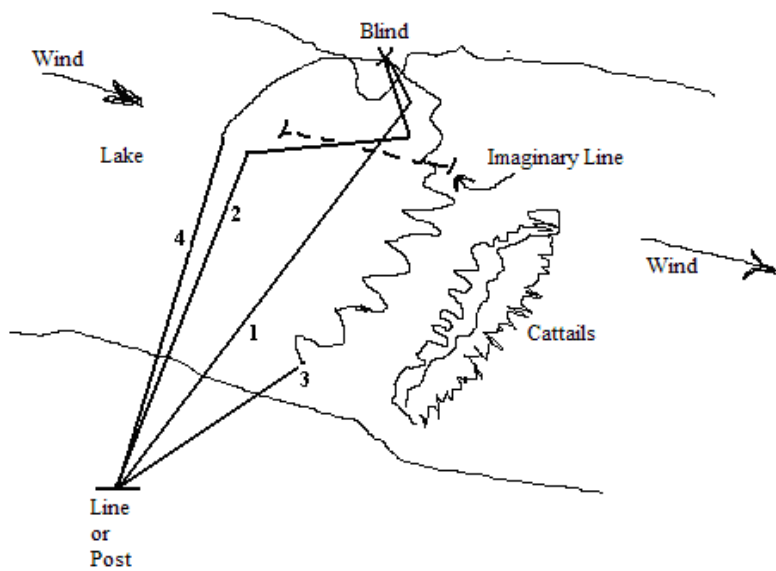 Blind
Wind
Lake
Imaginary Line
2
4
Wind
1
Cattails
3
Line
or
Post